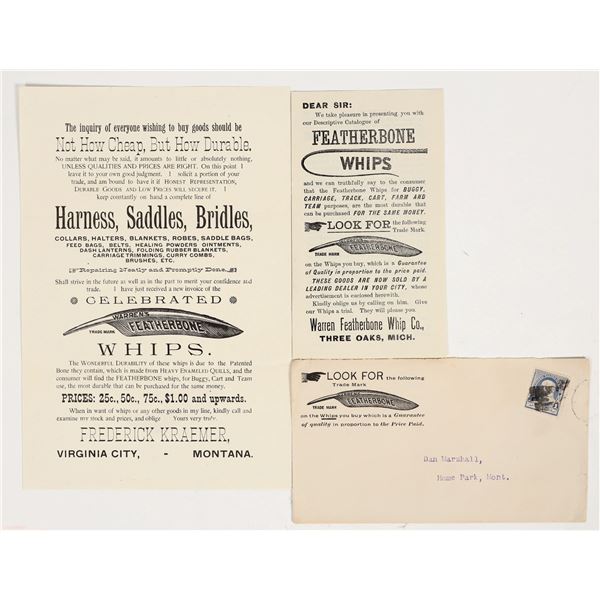 The inquiry of everyone wishing to buy goods should be
Not How Cheap, But How Durable.
No matter what may be said, it amounts to little or absolutely nothing,
UNLESS QUALITIES AND PRICES ARE RIGHT. On this point I
leave it to your own good judgment. I solicit a portion of your
trade, and am bound to have it if HONEST REPRESENTATION,
DURABLE GOODS and LOW PRICES will secure it. I
keep constantly on hand a complete line of
Harness, Saddles, Bridles,
COLLARS, HALTERS, BLANKETS, ROBES, SADDLE BAGS,
FEED BAGS, BELTS, HEALING POWDERS OINTMENTS,
DASH LANTERNS, FOLDING RUBBER BLANKETS,
CARRIAGE TRIMMINGS, CURRY COMBS,
BRUSHES, ETC.
Repairing Neatly and Promptly Done.
Shall strive in the future as well as in the past to merit your confidence and
trade. I have just received a new invoice of the
CELEBRATED
WARREN'S
FEATHERBONE
TRADE MARK
WHIPS.
The WONDERFUL DURABILITY of these whips is due to the Patented
Bone they contain, which is made from HEAVY ENAMELED QUILLS, and the
consumer will find the FEATHERBONE whips, for Buggy, Cart and Team
use, the most durable that can be purchased for the same money.
PRICES: 25c., 50c., 75c., $1.00 and upwards.
When in want of whips or any other goods in my line, kindly call and
examine my stock and prices, and oblige Yours very truly,
FREDERICK KRAEMER,
VIRGINIA CITY, - MONTANA.
DEAR SIR:
We take pleasure in presenting you with
our Descriptive Catalogue of
FEATHERBONE
WHIPS
and we can truthfully say to the consumer
that the Featherbone Whips for BUGGY,
CARRIAGE, TRACK, CART, FARM AND
TEAM purposes, are the most durable that
can be purchased FOR THE SAME MONEY.
LOOK FOR the following
Trade Mark.
FEATHERBONE
TRADE MARK
on the Whips you buy, which is a Guarantee
of Quality in proportion to the price paid.
THESE GOODS ARE NOW SOLD BY A
LEADING DEALER IN YOUR CITY, whose
advertisement is enclosed herewith.
Kindly oblige us by calling on him. Give
our Whips a trial. They will please you.
Warren Featherbone Whip Co.,
THREE OAKS, MICH.
LOOK FOR the following
Trade Mark
FEATHERBONE
TRADE MARK
on the Whips you buy which is a Guarantee
of quality in proportion to the Price Paid.
Dan Marshall,
Home Park, Mont.